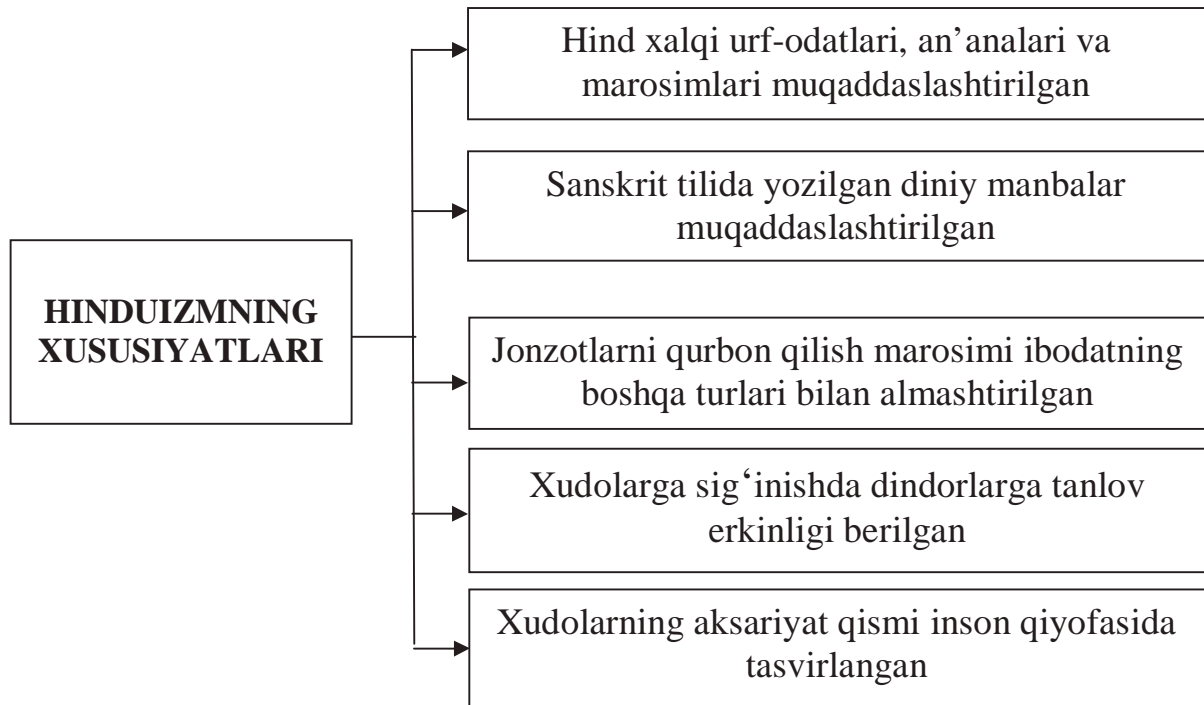 HINDUIZMNING
XUSUSIYATLARI
Hind xalqi urf-odatlari, an’analari va
marosimlari muqaddaslashtirilgan
Sanskrit tilida yozilgan diniy manbalar
muqaddaslashtirilgan
Jonzotlarni qurbon qilish marosimi ibodatning
boshqa turlari bilan almashtirilgan
Xudolarga sig‘inishda dindorlarga tanlov
erkinligi berilgan
Xudolarning aksariyat qismi inson qiyofasida
tasvirlangan